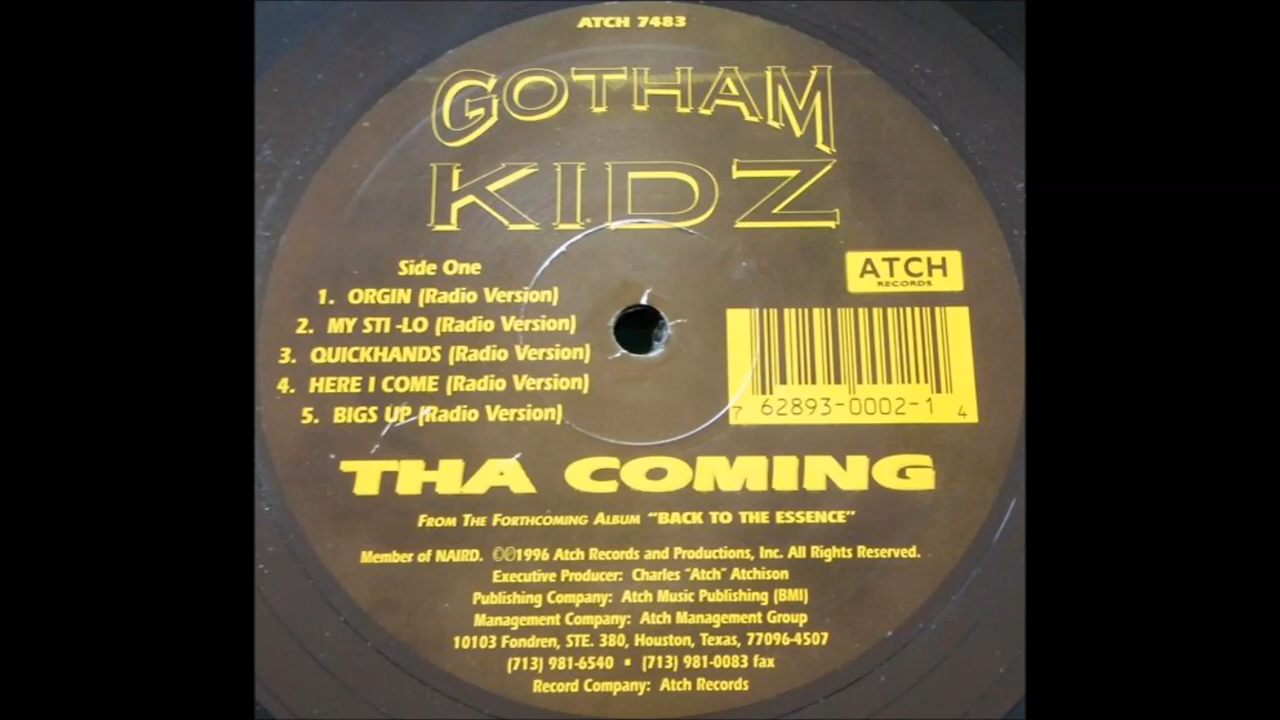 ATCH 7483
GOTHAM
KIDZ
Side One
ATCH
RECORDS
1. ORGIN (Radio Version)
2. MY STI -LO (Radio Version)
3. QUICKHANDS (Radio Version)
4. HERE I COME (Radio Version)
5. BIGS UP (Radio Version)
7 62893-0002-1 4
THA COMING
FROM THE FORTHCOMING ALBUM "BACK TO THE ESSENCE"
Member of NAIRD. ©℗1996 Atch Records and Productions, Inc. All Rights Reserved.
Executive Producer: Charles "Atch" Atchison
Publishing Company: Atch Music Publishing (BMI)
Management Company: Atch Management Group
10103 Fondren, STE. 380, Houston, Texas, 77096-4507
(713) 981-6540 ▪ (713) 981-0083 fax
Record Company: Atch Records